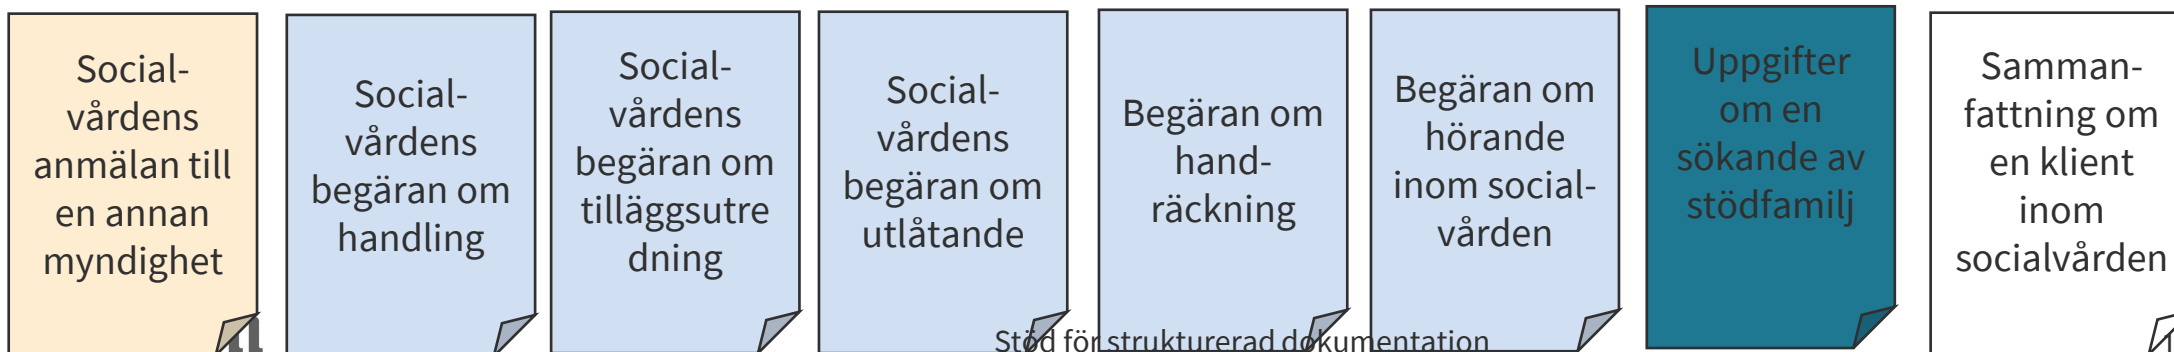 Social-
vårdens
anmälan till
en annan
myndighet
Social-
vårdens
begäran om
handling
Social-
vårdens
begäran om
tilläggsutre
dning
Social-
vårdens
begäran om
utlåtande
Begäran om
hand-
räckning
Begäran om
hörande
inom social-
vården
Uppgifter
om en
sökande av
stödfamilj
Samman-
fattning om
en klient
inom
socialvården
Stöd för strukturerad dokumentation